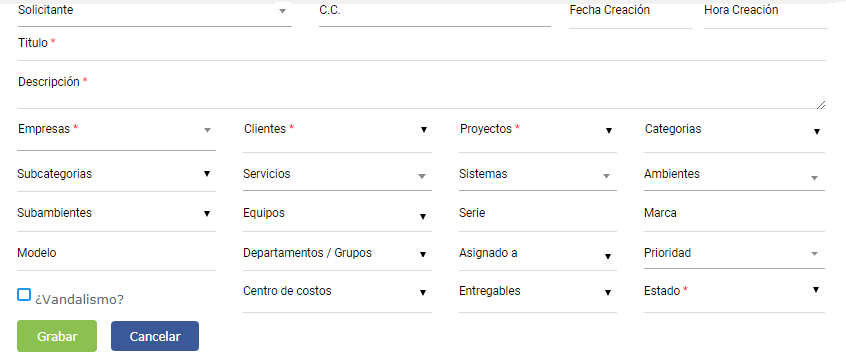 Solicitante C.C. Fecha Creación Hora Creación
Titulo *
Descripción *
Empresas * Clientes * Proyectos * Categorias
Subcategorias Servicios Sistemas Ambientes
Subambientes Equipos Serie Marca
Modelo Departamentos / Grupos Asignado a Prioridad
¿Vandalismo? Centro de costos Entregables Estado *
Grabar Cancelar